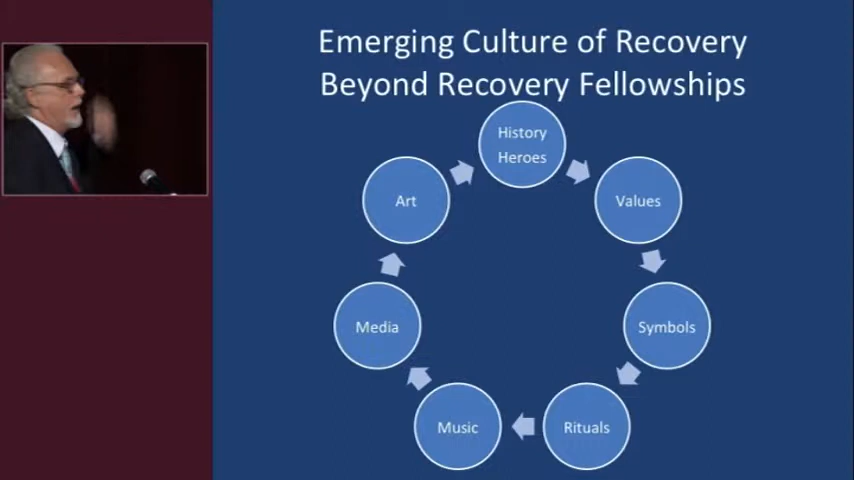 Emerging Culture of Recovery
Beyond Recovery Fellowships
History
Heroes
Values
Symbols
Rituals
Music
Media
Art